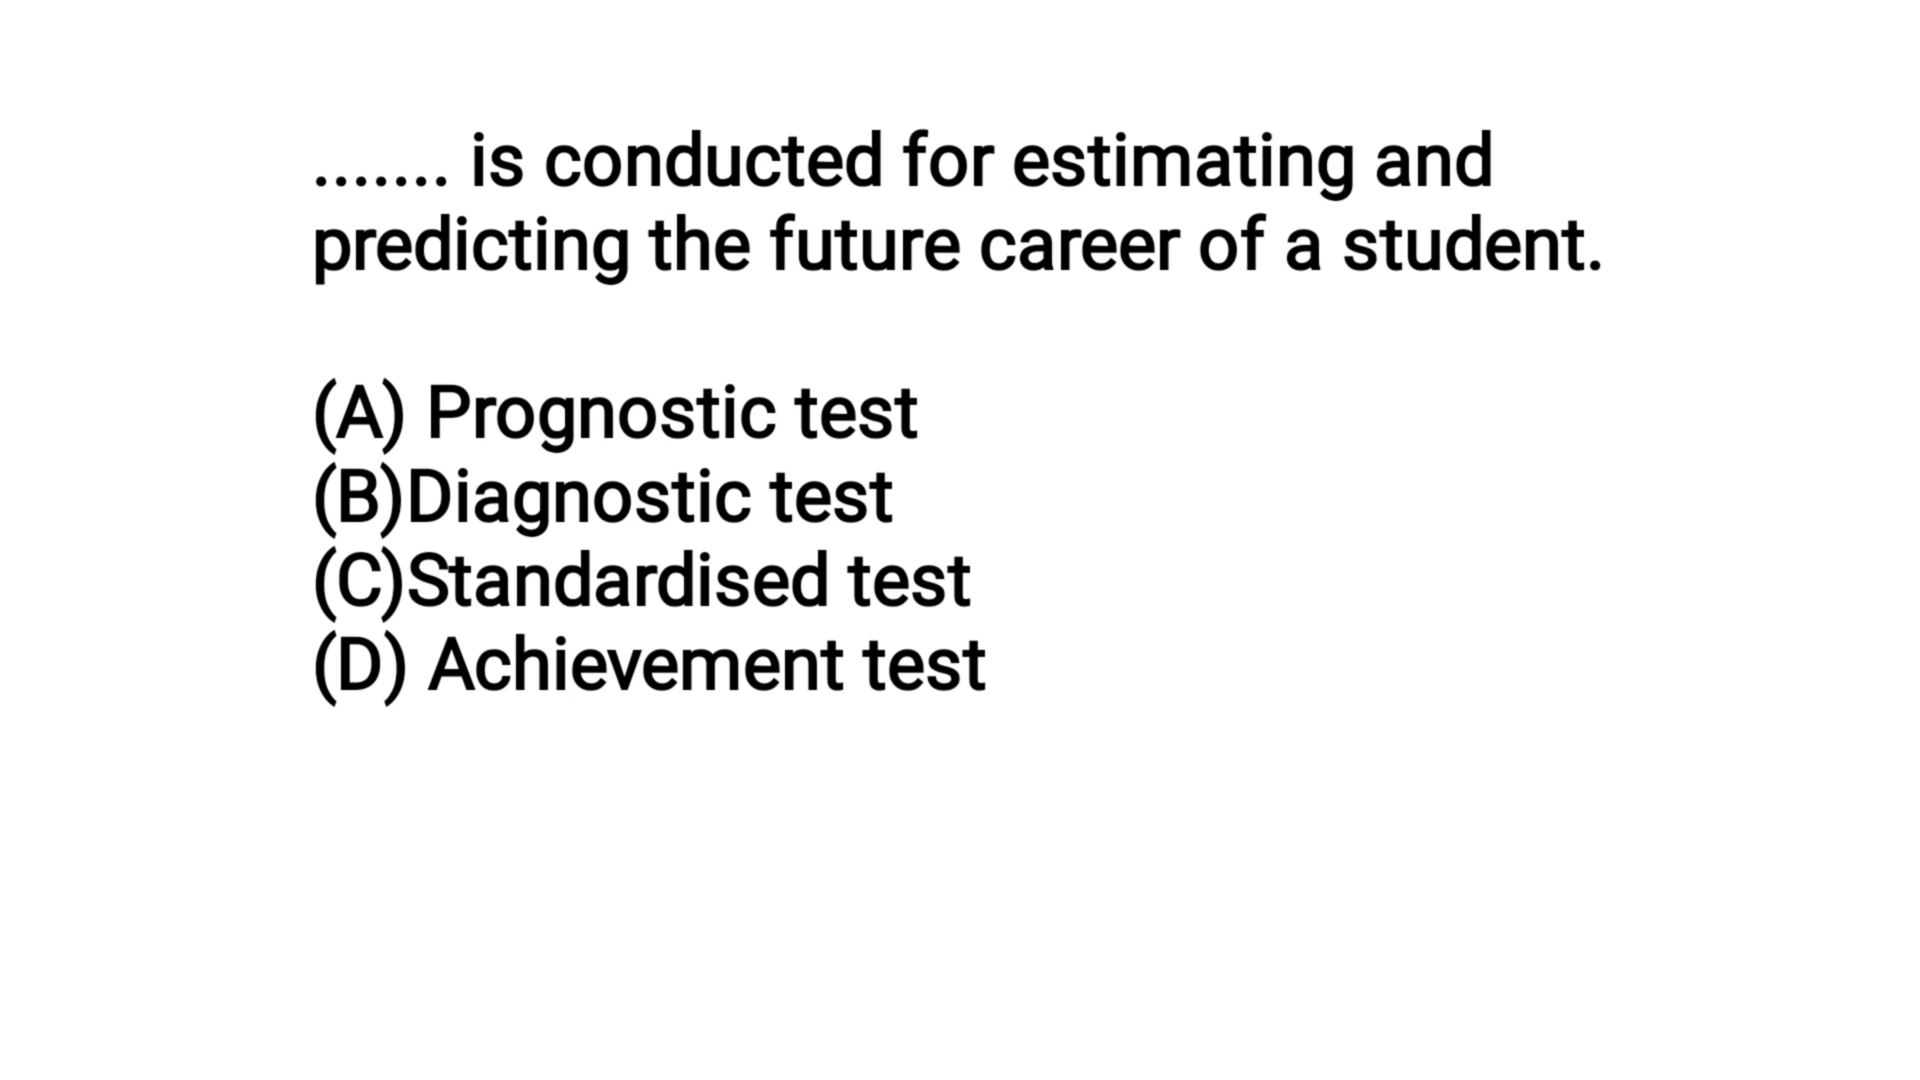 ....... is conducted for estimating and
predicting the future career of a student.
(A) Prognostic test
(B)Diagnostic test
(C)Standardised test
(D) Achievement test